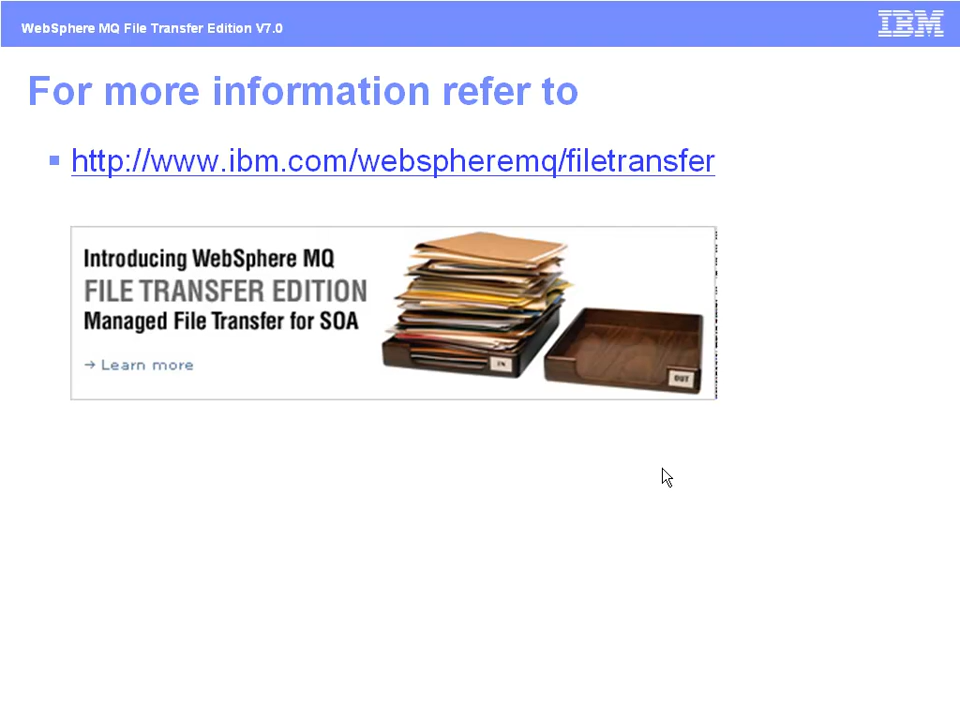 WebSphere MQ File Transfer Edition V7.0
IBM
For more information refer to
http://www.ibm.com/webspheremq/filetransfer
Introducing WebSphere MQ
FILE TRANSFER EDITION
Managed File Transfer for SOA
→ Learn more
IN
OUT